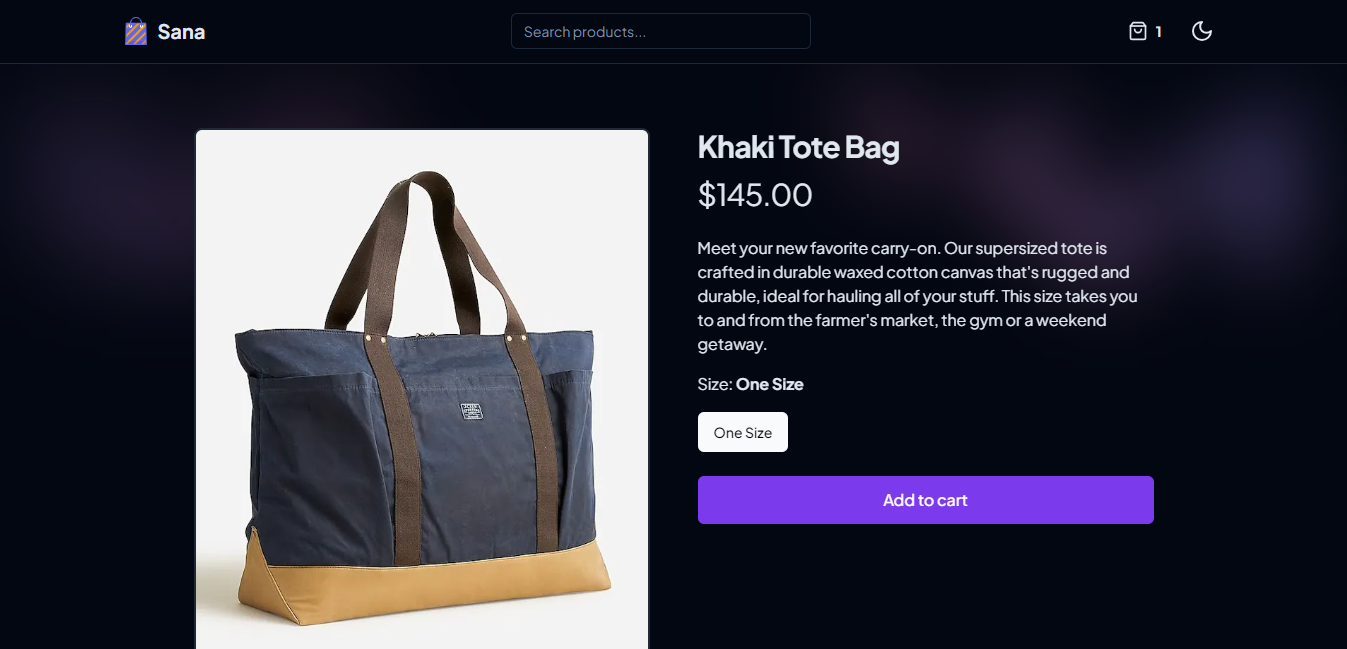 Sana
Search products...
1
Khaki Tote Bag
$145.00
Meet your new favorite carry-on. Our supersized tote is
crafted in durable waxed cotton canvas that's rugged and
durable, ideal for hauling all of your stuff. This size takes you
to and from the farmer's market, the gym or a weekend
getaway.
Size: One Size
One Size
Add to cart